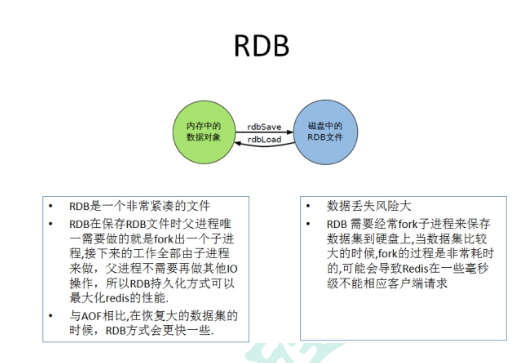 RDB
内存中的
数据对象
rdbSave
rdbLoad
磁盘中的
RDB文件
• RDB是一个非常紧凑的文件
• RDB在保存RDB文件时父进程唯
一需要做的就是fork出一个子进
程,接下来的工作全部由子进程
来做，父进程不需要再做其他IO
操作，所以RDB持久化方式可以
最大化redis的性能.
• 与AOF相比,在恢复大的数据集的
时候，RDB方式会更快一些.
• 数据丢失风险大
• RDB 需要经常fork子进程来保存
数据集到硬盘上,当数据集比较
大的时候,fork的过程是非常耗时
的,可能会导致Redis在一些毫秒
级不能相应客户端请求